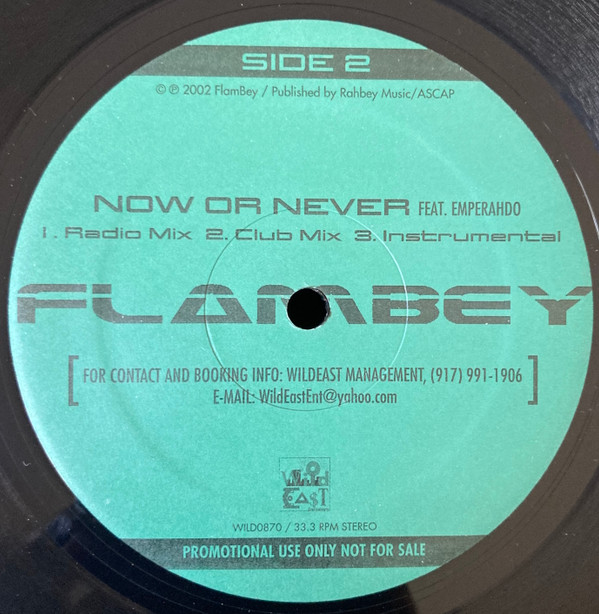 SIDE 2
© ℗ 2002 FlamBey / Published by Rahbey Music/ASCAP
NOW OR NEVER FEAT. EMPERAHDO
1. Radio Mix 2. Club Mix 3. Instrumental
FLAMBEY
[FOR CONTACT AND BOOKING INFO: WILDEAST MANAGEMENT, (917) 991-1906
E-MAIL: WildEastEnt@yahoo.com]
Wild
EA$T
WILD0870 / 33.3 RPM STEREO
PROMOTIONAL USE ONLY NOT FOR SALE